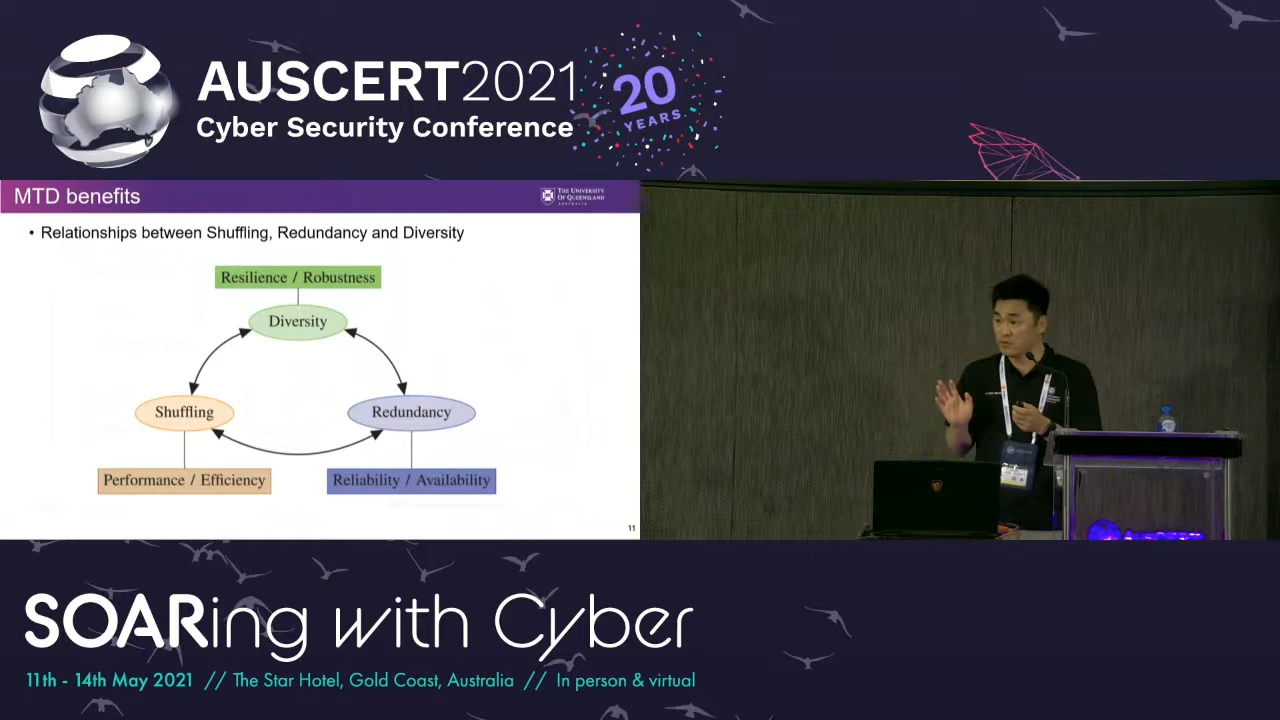 AUSCERT2021
Cyber Security Conference
20
YEARS
MTD benefits
THE UNIVERSITY
OF QUEENSLAND
AUSTRALIA
• Relationships between Shuffling, Redundancy and Diversity
Resilience / Robustness
Diversity
Shuffling
Redundancy
Performance / Efficiency
Reliability / Availability
11
SOARing with Cyber
11th - 14th May 2021 // The Star Hotel, Gold Coast, Australia // In person & virtual